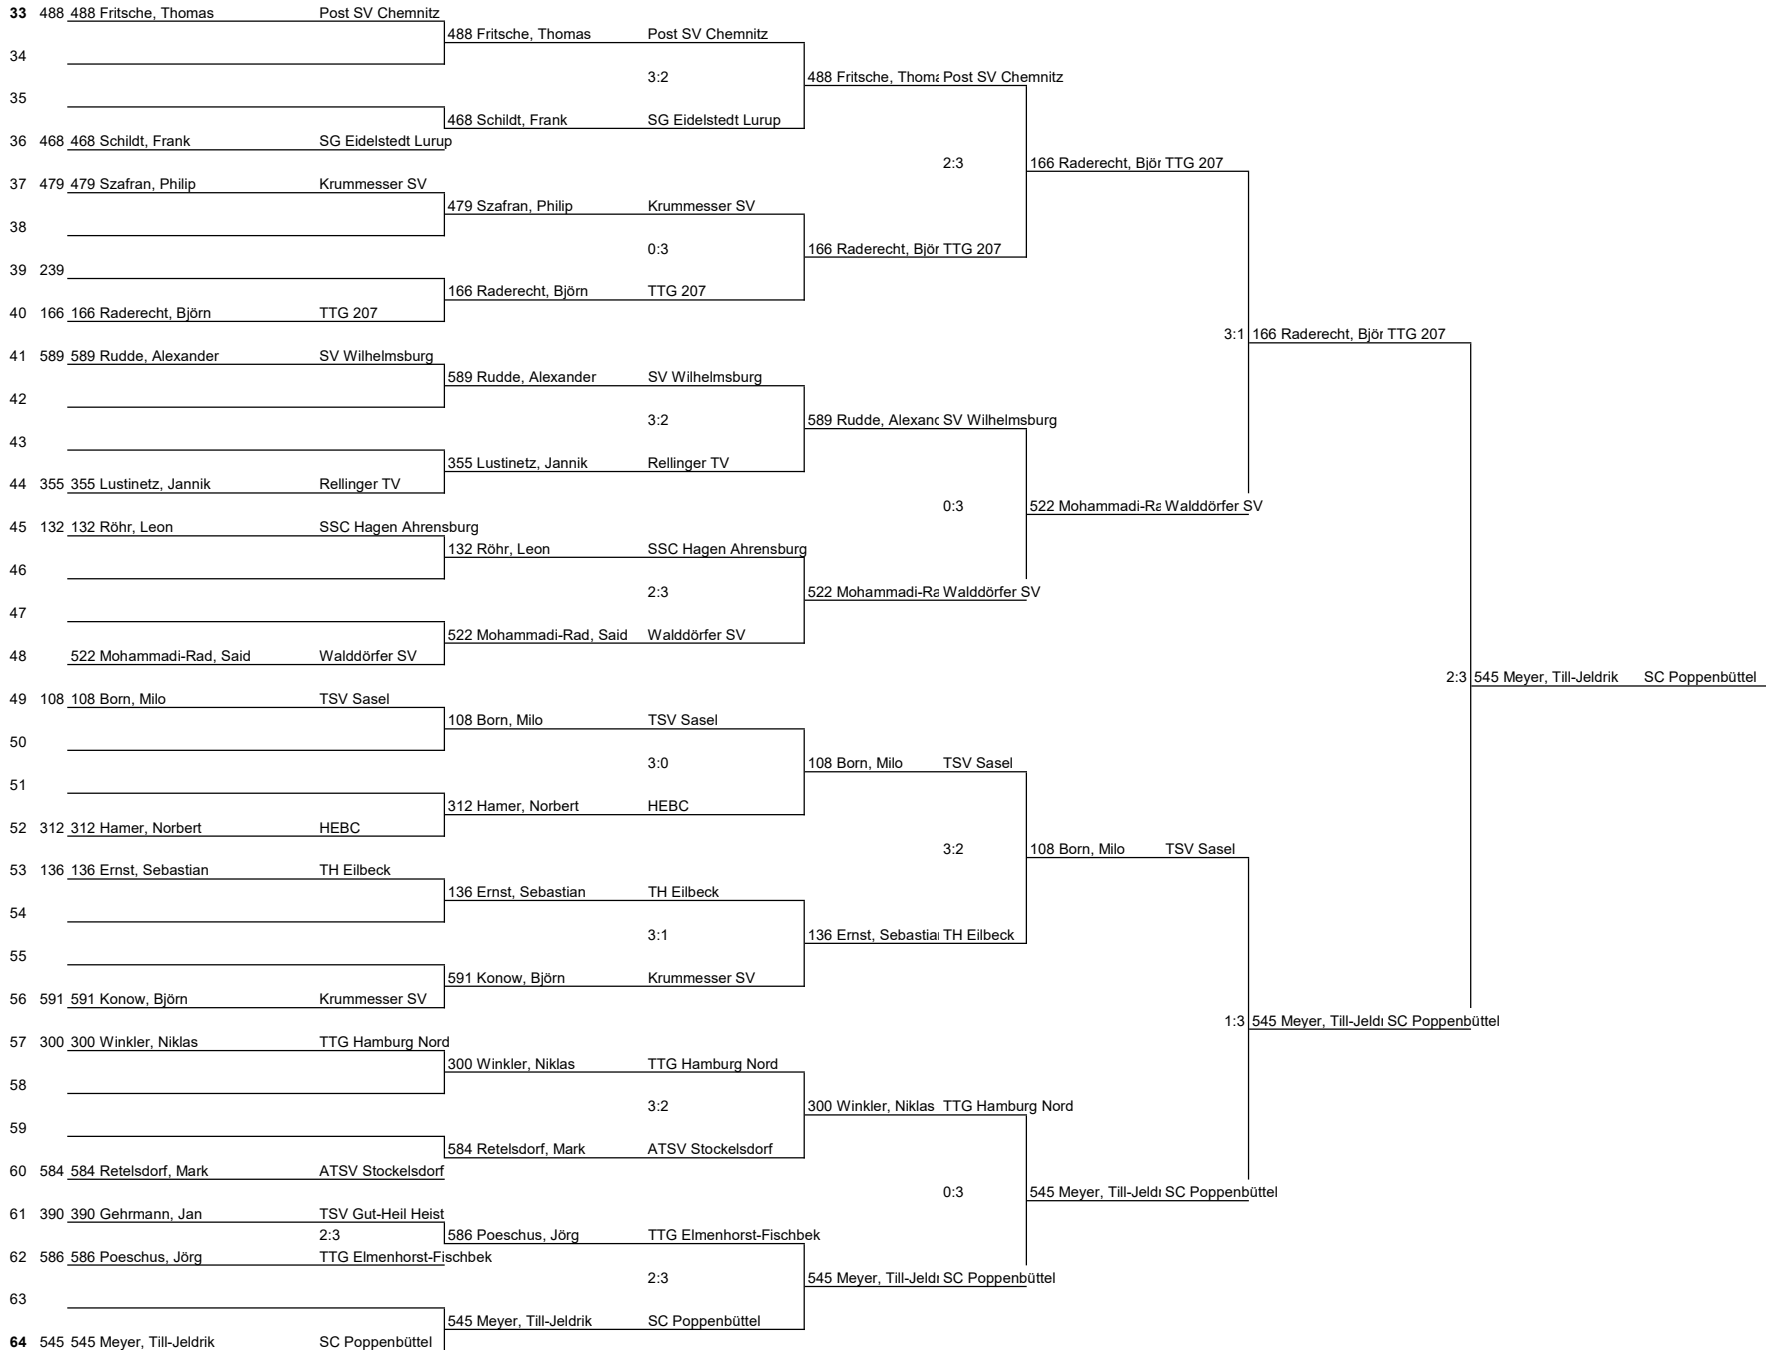 33 488 488 Fritsche, Thomas Post SV Chemnitz
488 Fritsche, Thomas Post SV Chemnitz
34
3:2 488 Fritsche, Thoma Post SV Chemnitz
35
468 Schildt, Frank SG Eidelstedt Lurup
36 468 468 Schildt, Frank SG Eidelstedt Lurup
2:3 166 Raderecht, Björ TTG 207
37 479 479 Szafran, Philip Krummesser SV
479 Szafran, Philip Krummesser SV
38
0:3 166 Raderecht, Björ TTG 207
39 239
166 Raderecht, Björn TTG 207
40 166 166 Raderecht, Björn TTG 207
3:1 166 Raderecht, Björ TTG 207
41 589 589 Rudde, Alexander SV Wilhelmsburg
589 Rudde, Alexander SV Wilhelmsburg
42
3:2 589 Rudde, Alexand SV Wilhelmsburg
43
355 Lustinetz, Jannik Rellinger TV
44 355 355 Lustinetz, Jannik Rellinger TV
0:3 522 Mohammadi-Ra Walddörfer SV
45 132 132 Röhr, Leon SSC Hagen Ahrensburg
132 Röhr, Leon SSC Hagen Ahrensburg
46
2:3 522 Mohammadi-Ra Walddörfer SV
47
522 Mohammadi-Rad, Said Walddörfer SV
48 522 Mohammadi-Rad, Said Walddörfer SV
2:3 545 Meyer, Till-Jeldrik SC Poppenbüttel
49 108 108 Born, Milo TSV Sasel
108 Born, Milo TSV Sasel
50
3:0 108 Born, Milo TSV Sasel
51
312 Hamer, Norbert HEBC
52 312 312 Hamer, Norbert HEBC
3:2 108 Born, Milo TSV Sasel
53 136 136 Ernst, Sebastian TH Eilbeck
136 Ernst, Sebastian TH Eilbeck
54
3:1 136 Ernst, Sebastia TH Eilbeck
55
591 Konow, Björn Krummesser SV
56 591 591 Konow, Björn Krummesser SV
1:3 545 Meyer, Till-Jeldr SC Poppenbüttel
57 300 300 Winkler, Niklas TTG Hamburg Nord
300 Winkler, Niklas TTG Hamburg Nord
58
3:2 300 Winkler, Niklas TTG Hamburg Nord
59
584 Retelsdorf, Mark ATSV Stockelsdorf
60 584 584 Retelsdorf, Mark ATSV Stockelsdorf
0:3 545 Meyer, Till-Jeldr SC Poppenbüttel
61 390 390 Gehrmann, Jan TSV Gut-Heil Heist
2:3 586 Poeschus, Jörg TTG Elmenhorst-Fischbek
62 586 586 Poeschus, Jörg TTG Elmenhorst-Fischbek
2:3 545 Meyer, Till-Jeldr SC Poppenbüttel
63
545 Meyer, Till-Jeldrik SC Poppenbüttel
64 545 545 Meyer, Till-Jeldrik SC Poppenbüttel